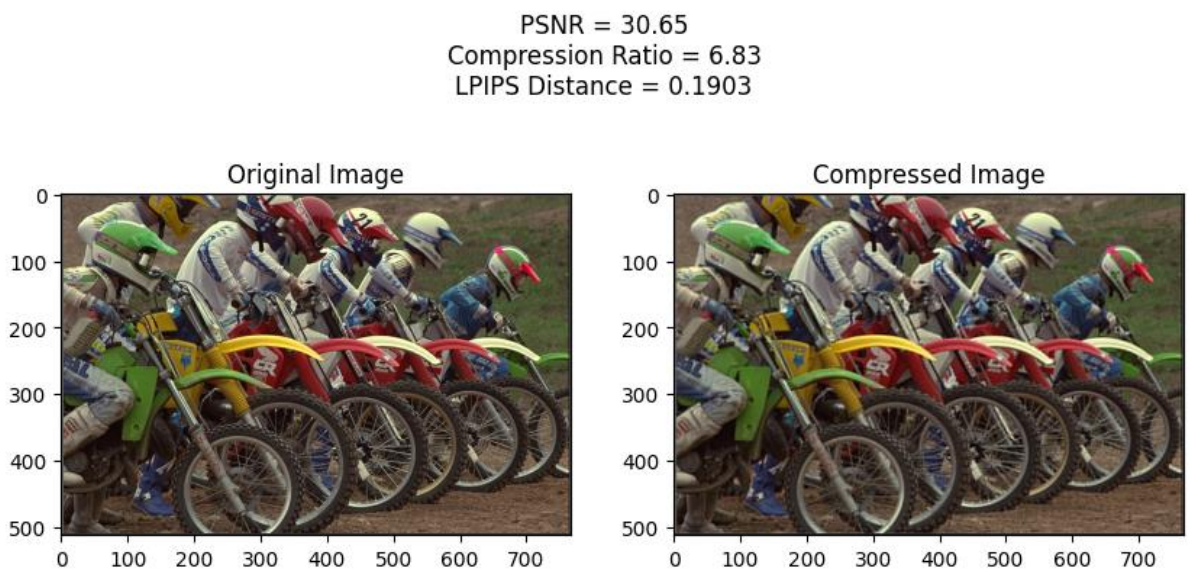 PSNR = 30.65
Compression Ratio = 6.83
LPIPS Distance = 0.1903
Original Image
Compressed Image
0
100
200
300
400
500
0 100 200 300 400 500 600 700
0
100
200
300
400
500
0 100 200 300 400 500 600 700
21
21